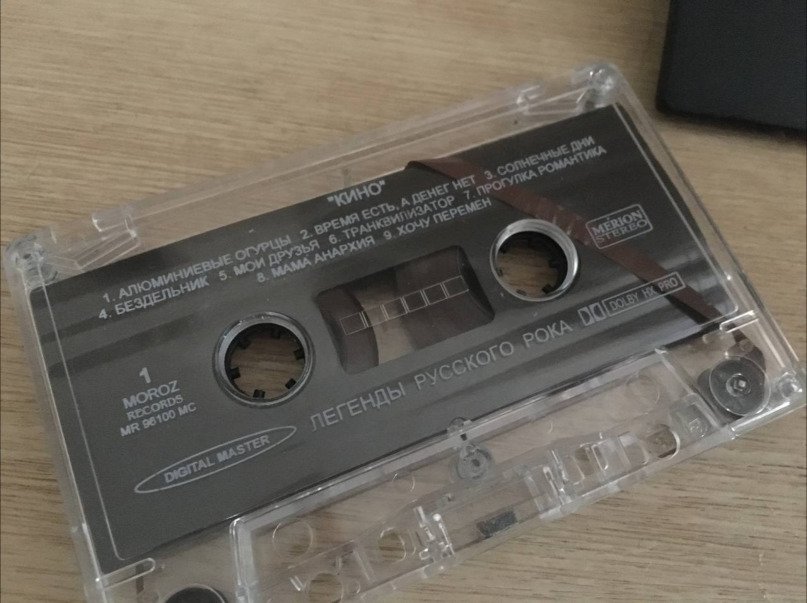 "КИНО"
1. АЛЮМИНИЕВЫЕ ОГУРЦЫ 2. ВРЕМЯ ЕСТЬ, А ДЕНЕГ НЕТ 3. СОЛНЕЧНЫЕ ДНИ
4. БЕЗДЕЛЬНИК 5. МОИ ДРУЗЬЯ 6. ТРАНКВИЛИЗАТОР 7. ПРОГУЛКА РОМАНТИКА
8. МАМА АНАРХИЯ 9. ХОЧУ ПЕРЕМЕН
MÉRION
STEREO
1
MOROZ
RECORDS
MR 96100 MC
DIGITAL MASTER
ЛЕГЕНДЫ РУССКОГО РОКА
DOLBY HX PRO